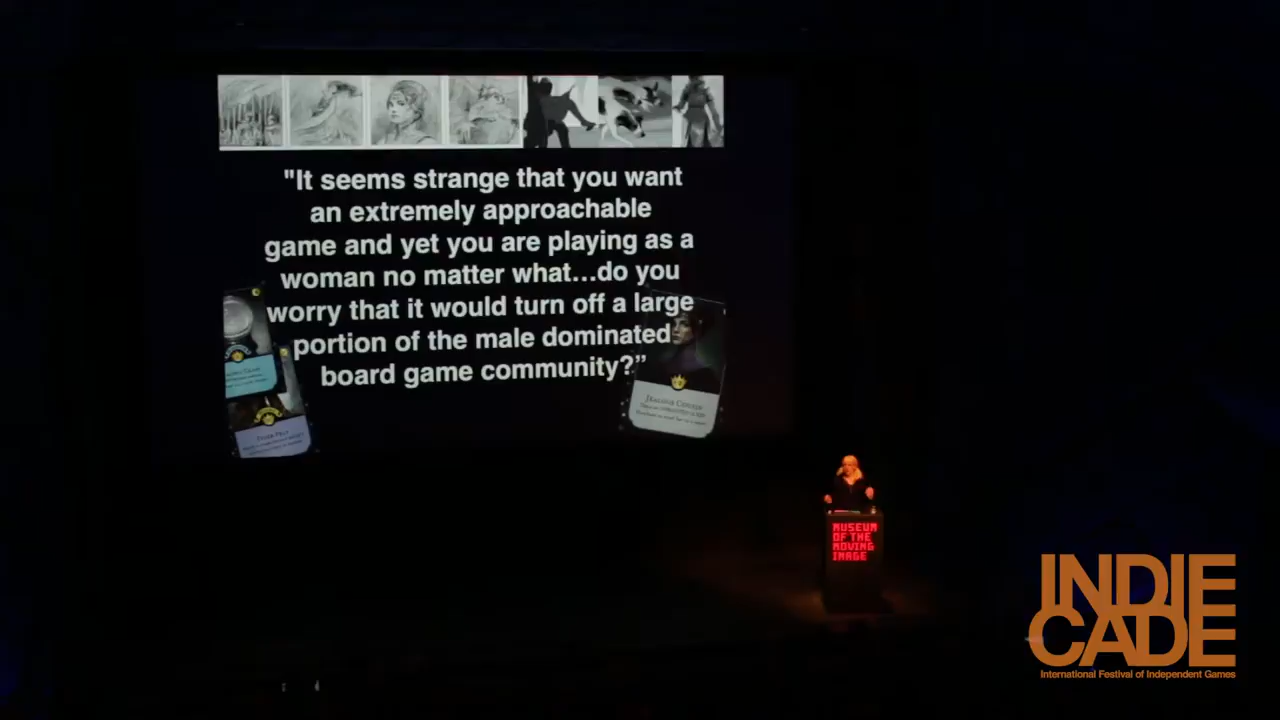 "It seems strange that you want
an extremely approachable
game and yet you are playing as a
woman no matter what...do you
worry that it would turn off a large
portion of the male dominated
board game community?”
MUSEUM
OF THE
MOVING
IMAGE
INDIE
CADE
International Festival of Independent Games